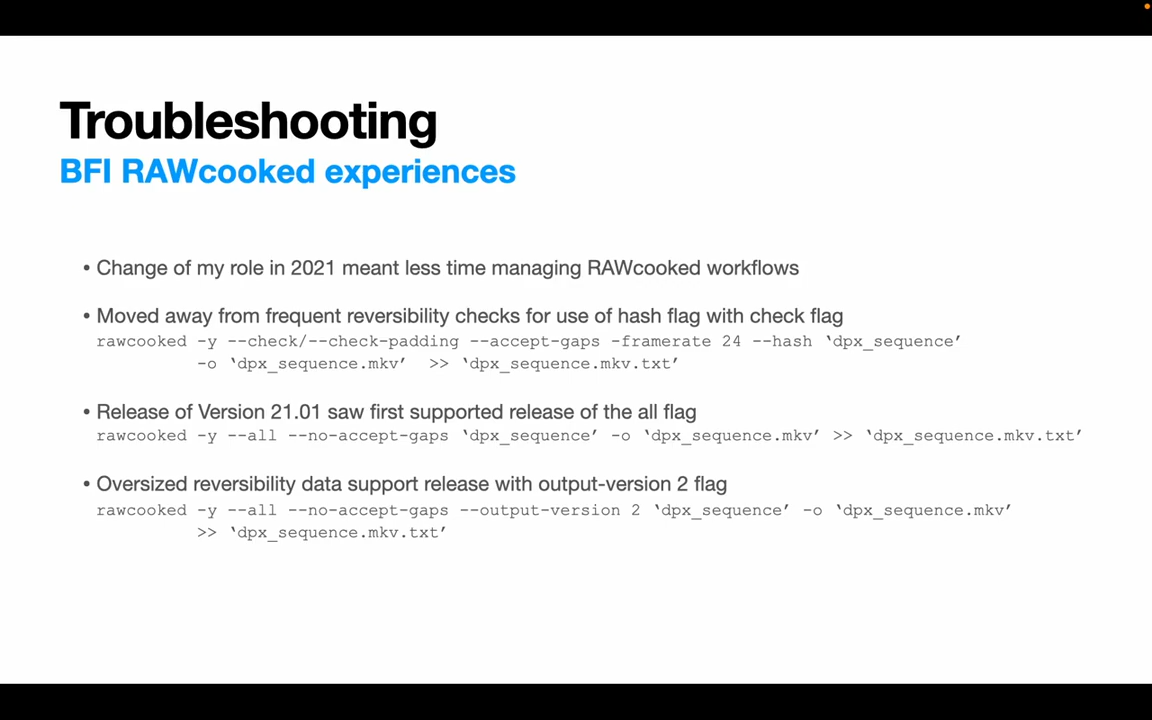 Troubleshooting
BFI RAWcooked experiences
• Change of my role in 2021 meant less time managing RAWcooked workflows
• Moved away from frequent reversibility checks for use of hash flag with check flag
rawcooked -y --check/--check-padding --accept-gaps -framerate 24 --hash ‘dpx_sequence’
-o ‘dpx_sequence.mkv’ >> ‘dpx_sequence.mkv.txt’
• Release of Version 21.01 saw first supported release of the all flag
rawcooked -y --all --no-accept-gaps ‘dpx_sequence’ -o ‘dpx_sequence.mkv’ >> ‘dpx_sequence.mkv.txt’
• Oversized reversibility data support release with output-version 2 flag
rawcooked -y --all --no-accept-gaps --output-version 2 ‘dpx_sequence’ -o ‘dpx_sequence.mkv’
>> ‘dpx_sequence.mkv.txt’